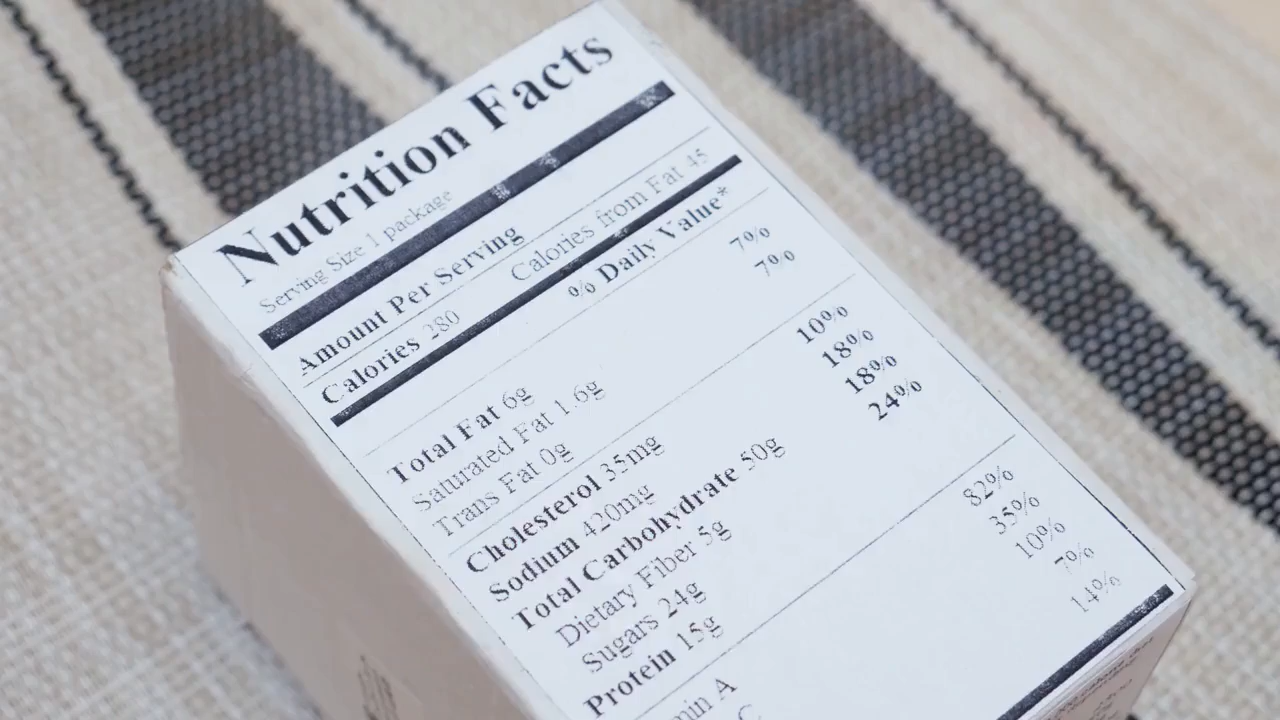 Nutrition Facts
Serving Size 1 package
Amount Per Serving
Calories 280 Calories from Fat 45
% Daily Value*
Total Fat 6g 7%
Saturated Fat 1.6g 7%
Trans Fat 0g
Cholesterol 35mg 10%
Sodium 420mg 18%
Total Carbohydrate 50g 18%
Dietary Fiber 5g 24%
Sugars 24g
Protein 15g
82%
35%
10%
7%
14%
A
C